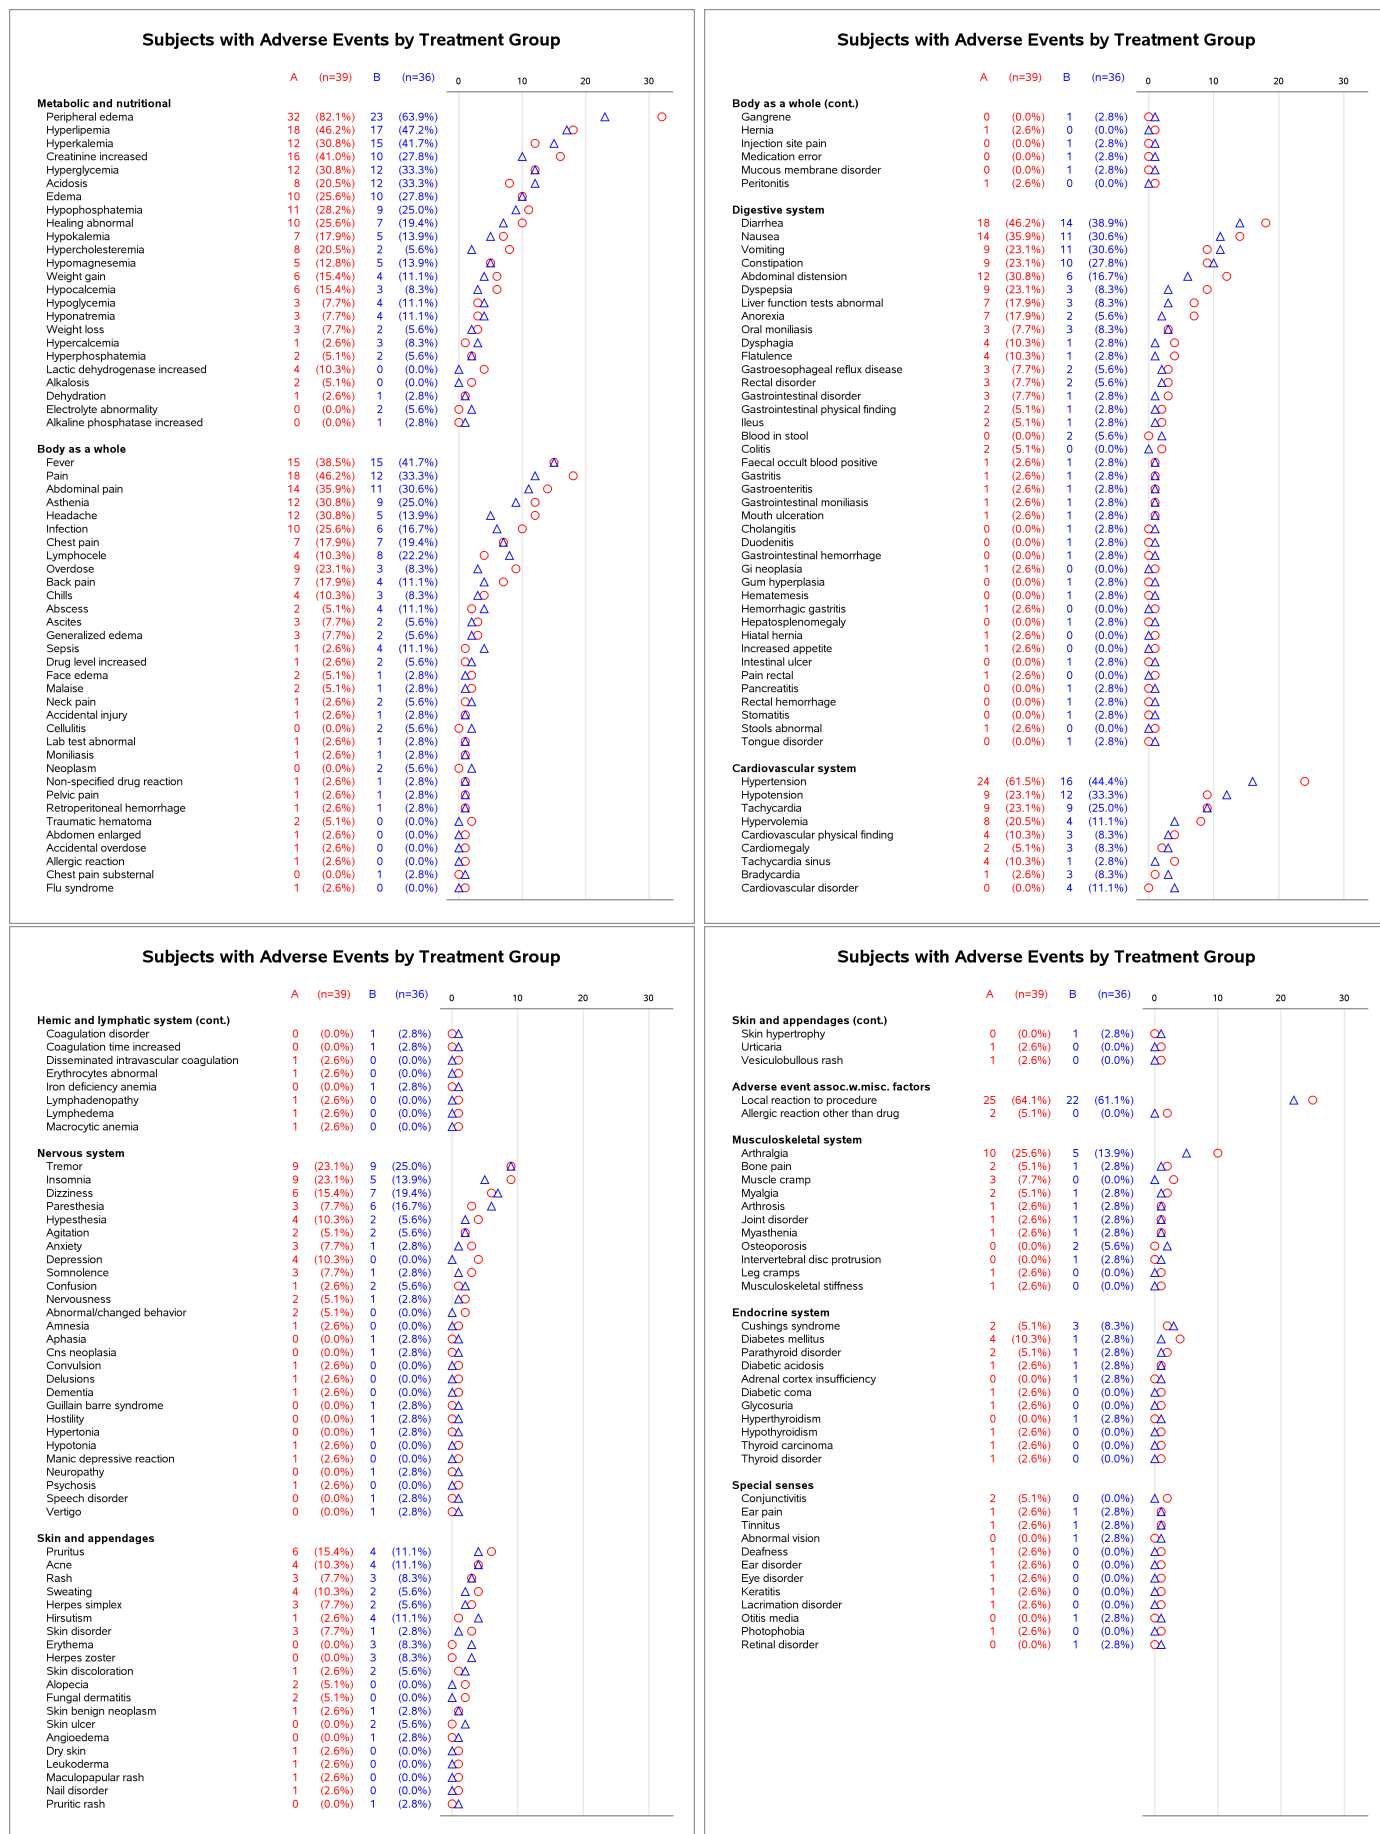 Subjects with Adverse Events by Treatment Group
A (n=39) B (n=36) 0 10 20 30
Metabolic and nutritional
Peripheral edema 32 (82.1%) 23 (63.9%)
Hyperlipemia 18 (46.2%) 17 (47.2%)
Hyperkalemia 12 (30.8%) 15 (41.7%)
Creatinine increased 16 (41.0%) 10 (27.8%)
Hyperglycemia 12 (30.8%) 12 (33.3%)
Acidosis 8 (20.5%) 12 (33.3%)
Edema 10 (25.6%) 10 (27.8%)
Hypophosphatemia 11 (28.2%) 9 (25.0%)
Healing abnormal 10 (25.6%) 7 (19.4%)
Hypokalemia 7 (17.9%) 5 (13.9%)
Hypercholesteremia 8 (20.5%) 2 (5.6%)
Hypomagnesemia 5 (12.8%) 5 (13.9%)
Weight gain 6 (15.4%) 4 (11.1%)
Hypocalcemia 6 (15.4%) 3 (8.3%)
Hypoglycemia 3 (7.7%) 4 (11.1%)
Hyponatremia 3 (7.7%) 4 (11.1%)
Weight loss 3 (7.7%) 2 (5.6%)
Hypercalcemia 1 (2.6%) 3 (8.3%)
Hyperphosphatemia 2 (5.1%) 2 (5.6%)
Lactic dehydrogenase increased 4 (10.3%) 0 (0.0%)
Alkalosis 2 (5.1%) 0 (0.0%)
Dehydration 1 (2.6%) 1 (2.8%)
Electrolyte abnormality 0 (0.0%) 2 (5.6%)
Alkaline phosphatase increased 0 (0.0%) 1 (2.8%)
Body as a whole
Fever 15 (38.5%) 15 (41.7%)
Pain 18 (46.2%) 12 (33.3%)
Abdominal pain 14 (35.9%) 11 (30.6%)
Asthenia 12 (30.8%) 9 (25.0%)
Headache 12 (30.8%) 5 (13.9%)
Infection 10 (25.6%) 6 (16.7%)
Chest pain 7 (17.9%) 7 (19.4%)
Lymphocele 4 (10.3%) 8 (22.2%)
Overdose 9 (23.1%) 3 (8.3%)
Back pain 7 (17.9%) 4 (11.1%)
Chills 4 (10.3%) 3 (8.3%)
Abscess 2 (5.1%) 4 (11.1%)
Ascites 3 (7.7%) 2 (5.6%)
Generalized edema 3 (7.7%) 2 (5.6%)
Sepsis 1 (2.6%) 4 (11.1%)
Drug level increased 1 (2.6%) 2 (5.6%)
Face edema 2 (5.1%) 1 (2.8%)
Malaise 2 (5.1%) 1 (2.8%)
Neck pain 1 (2.6%) 2 (5.6%)
Accidental injury 1 (2.6%) 1 (2.8%)
Cellulitis 0 (0.0%) 2 (5.6%)
Lab test abnormal 1 (2.6%) 1 (2.8%)
Moniliasis 1 (2.6%) 1 (2.8%)
Neoplasm 0 (0.0%) 2 (5.6%)
Non-specified drug reaction 1 (2.6%) 1 (2.8%)
Pelvic pain 1 (2.6%) 1 (2.8%)
Retroperitoneal hemorrhage 1 (2.6%) 1 (2.8%)
Traumatic hematoma 2 (5.1%) 0 (0.0%)
Abdomen enlarged 1 (2.6%) 0 (0.0%)
Accidental overdose 1 (2.6%) 0 (0.0%)
Allergic reaction 1 (2.6%) 0 (0.0%)
Chest pain substernal 0 (0.0%) 1 (2.8%)
Flu syndrome 1 (2.6%) 0 (0.0%)
Subjects with Adverse Events by Treatment Group
A (n=39) B (n=36) 0 10 20 30
Body as a whole (cont.)
Gangrene 0 (0.0%) 1 (2.8%)
Hernia 1 (2.6%) 0 (0.0%)
Injection site pain 0 (0.0%) 1 (2.8%)
Medication error 0 (0.0%) 1 (2.8%)
Mucous membrane disorder 0 (0.0%) 1 (2.8%)
Peritonitis 1 (2.6%) 0 (0.0%)
Digestive system
Diarrhea 18 (46.2%) 14 (38.9%)
Nausea 14 (35.9%) 11 (30.6%)
Vomiting 9 (23.1%) 11 (30.6%)
Constipation 9 (23.1%) 10 (27.8%)
Abdominal distension 12 (30.8%) 6 (16.7%)
Dyspepsia 9 (23.1%) 3 (8.3%)
Liver function tests abnormal 7 (17.9%) 3 (8.3%)
Anorexia 7 (17.9%) 2 (5.6%)
Oral moniliasis 3 (7.7%) 3 (8.3%)
Dysphagia 4 (10.3%) 1 (2.8%)
Flatulence 4 (10.3%) 1 (2.8%)
Gastroesophageal reflux disease 3 (7.7%) 2 (5.6%)
Rectal disorder 3 (7.7%) 2 (5.6%)
Gastrointestinal disorder 3 (7.7%) 1 (2.8%)
Gastrointestinal physical finding 2 (5.1%) 1 (2.8%)
Ileus 2 (5.1%) 1 (2.8%)
Blood in stool 0 (0.0%) 2 (5.6%)
Colitis 2 (5.1%) 0 (0.0%)
Faecal occult blood positive 1 (2.6%) 1 (2.8%)
Gastritis 1 (2.6%) 1 (2.8%)
Gastroenteritis 1 (2.6%) 1 (2.8%)
Gastrointestinal moniliasis 1 (2.6%) 1 (2.8%)
Mouth ulceration 1 (2.6%) 1 (2.8%)
Cholangitis 0 (0.0%) 1 (2.8%)
Duodenitis 0 (0.0%) 1 (2.8%)
Gastrointestinal hemorrhage 0 (0.0%) 1 (2.8%)
Gi neoplasia 1 (2.6%) 0 (0.0%)
Gum hyperplasia 0 (0.0%) 1 (2.8%)
Hematemesis 0 (0.0%) 1 (2.8%)
Hemorrhagic gastritis 1 (2.6%) 0 (0.0%)
Hepatosplenomegaly 0 (0.0%) 1 (2.8%)
Hiatal hernia 1 (2.6%) 0 (0.0%)
Increased appetite 1 (2.6%) 0 (0.0%)
Intestinal ulcer 0 (0.0%) 1 (2.8%)
Pain rectal 1 (2.6%) 0 (0.0%)
Pancreatitis 0 (0.0%) 1 (2.8%)
Rectal hemorrhage 0 (0.0%) 1 (2.8%)
Stomatitis 0 (0.0%) 1 (2.8%)
Stools abnormal 1 (2.6%) 0 (0.0%)
Tongue disorder 0 (0.0%) 1 (2.8%)
Cardiovascular system
Hypertension 24 (61.5%) 16 (44.4%)
Hypotension 9 (23.1%) 12 (33.3%)
Tachycardia 9 (23.1%) 9 (25.0%)
Hypervolemia 8 (20.5%) 4 (11.1%)
Cardiovascular physical finding 4 (10.3%) 3 (8.3%)
Cardiomegaly 2 (5.1%) 3 (8.3%)
Tachycardia sinus 4 (10.3%) 1 (2.8%)
Bradycardia 1 (2.6%) 3 (8.3%)
Cardiovascular disorder 0 (0.0%) 4 (11.1%)
Subjects with Adverse Events by Treatment Group
A (n=39) B (n=36) 0 10 20 30
Hemic and lymphatic system (cont.)
Coagulation disorder 0 (0.0%) 1 (2.8%)
Coagulation time increased 0 (0.0%) 1 (2.8%)
Disseminated intravascular coagulation 1 (2.6%) 0 (0.0%)
Erythrocytes abnormal 1 (2.6%) 0 (0.0%)
Iron deficiency anemia 0 (0.0%) 1 (2.8%)
Lymphadenopathy 1 (2.6%) 0 (0.0%)
Lymphedema 1 (2.6%) 0 (0.0%)
Macrocytic anemia 1 (2.6%) 0 (0.0%)
Nervous system
Tremor 9 (23.1%) 9 (25.0%)
Insomnia 9 (23.1%) 5 (13.9%)
Dizziness 6 (15.4%) 7 (19.4%)
Paresthesia 3 (7.7%) 6 (16.7%)
Hypesthesia 4 (10.3%) 2 (5.6%)
Agitation 2 (5.1%) 2 (5.6%)
Anxiety 3 (7.7%) 1 (2.8%)
Depression 4 (10.3%) 0 (0.0%)
Somnolence 3 (7.7%) 1 (2.8%)
Confusion 1 (2.6%) 2 (5.6%)
Nervousness 2 (5.1%) 1 (2.8%)
Abnormal/changed behavior 2 (5.1%) 0 (0.0%)
Amnesia 1 (2.6%) 0 (0.0%)
Aphasia 0 (0.0%) 1 (2.8%)
Cns neoplasia 0 (0.0%) 1 (2.8%)
Convulsion 1 (2.6%) 0 (0.0%)
Delusions 1 (2.6%) 0 (0.0%)
Dementia 1 (2.6%) 0 (0.0%)
Guillain barre syndrome 0 (0.0%) 1 (2.8%)
Hostility 0 (0.0%) 1 (2.8%)
Hypertonia 0 (0.0%) 1 (2.8%)
Hypotonia 1 (2.6%) 0 (0.0%)
Manic depressive reaction 1 (2.6%) 0 (0.0%)
Neuropathy 0 (0.0%) 1 (2.8%)
Psychosis 1 (2.6%) 0 (0.0%)
Speech disorder 0 (0.0%) 1 (2.8%)
Vertigo 0 (0.0%) 1 (2.8%)
Skin and appendages
Pruritus 6 (15.4%) 4 (11.1%)
Acne 4 (10.3%) 4 (11.1%)
Rash 3 (7.7%) 3 (8.3%)
Sweating 4 (10.3%) 2 (5.6%)
Herpes simplex 3 (7.7%) 2 (5.6%)
Hirsutism 1 (2.6%) 4 (11.1%)
Skin disorder 3 (7.7%) 1 (2.8%)
Erythema 0 (0.0%) 3 (8.3%)
Herpes zoster 0 (0.0%) 3 (8.3%)
Skin discoloration 1 (2.6%) 2 (5.6%)
Alopecia 2 (5.1%) 0 (0.0%)
Fungal dermatitis 2 (5.1%) 0 (0.0%)
Skin benign neoplasm 1 (2.6%) 1 (2.8%)
Skin ulcer 0 (0.0%) 2 (5.6%)
Angioedema 0 (0.0%) 1 (2.8%)
Dry skin 1 (2.6%) 0 (0.0%)
Leukoderma 1 (2.6%) 0 (0.0%)
Maculopapular rash 1 (2.6%) 0 (0.0%)
Nail disorder 1 (2.6%) 0 (0.0%)
Pruritic rash 0 (0.0%) 1 (2.8%)
Subjects with Adverse Events by Treatment Group
A (n=39) B (n=36) 0 10 20 30
Skin and appendages (cont.)
Skin hypertrophy 0 (0.0%) 1 (2.8%)
Urticaria 1 (2.6%) 0 (0.0%)
Vesiculobullous rash 1 (2.6%) 0 (0.0%)
Adverse event assoc.w.misc. factors
Local reaction to procedure 25 (64.1%) 22 (61.1%)
Allergic reaction other than drug 2 (5.1%) 0 (0.0%)
Musculoskeletal system
Arthralgia 10 (25.6%) 5 (13.9%)
Bone pain 2 (5.1%) 1 (2.8%)
Muscle cramp 3 (7.7%) 0 (0.0%)
Myalgia 2 (5.1%) 1 (2.8%)
Arthrosis 1 (2.6%) 1 (2.8%)
Joint disorder 1 (2.6%) 1 (2.8%)
Myasthenia 1 (2.6%) 1 (2.8%)
Osteoporosis 0 (0.0%) 2 (5.6%)
Intervertebral disc protrusion 0 (0.0%) 1 (2.8%)
Leg cramps 1 (2.6%) 0 (0.0%)
Musculoskeletal stiffness 1 (2.6%) 0 (0.0%)
Endocrine system
Cushings syndrome 2 (5.1%) 3 (8.3%)
Diabetes mellitus 4 (10.3%) 1 (2.8%)
Parathyroid disorder 2 (5.1%) 1 (2.8%)
Diabetic acidosis 1 (2.6%) 1 (2.8%)
Adrenal cortex insufficiency 0 (0.0%) 1 (2.8%)
Diabetic coma 1 (2.6%) 0 (0.0%)
Glycosuria 1 (2.6%) 0 (0.0%)
Hyperthyroidism 0 (0.0%) 1 (2.8%)
Hypothyroidism 1 (2.6%) 0 (0.0%)
Thyroid carcinoma 1 (2.6%) 0 (0.0%)
Thyroid disorder 1 (2.6%) 0 (0.0%)
Special senses
Conjunctivitis 2 (5.1%) 0 (0.0%)
Ear pain 1 (2.6%) 1 (2.8%)
Tinnitus 1 (2.6%) 1 (2.8%)
Abnormal vision 0 (0.0%) 1 (2.8%)
Deafness 1 (2.6%) 0 (0.0%)
Ear disorder 1 (2.6%) 0 (0.0%)
Eye disorder 1 (2.6%) 0 (0.0%)
Keratitis 1 (2.6%) 0 (0.0%)
Lacrimation disorder 1 (2.6%) 0 (0.0%)
Otitis media 0 (0.0%) 1 (2.8%)
Photophobia 1 (2.6%) 0 (0.0%)
Retinal disorder 0 (0.0%) 1 (2.8%)